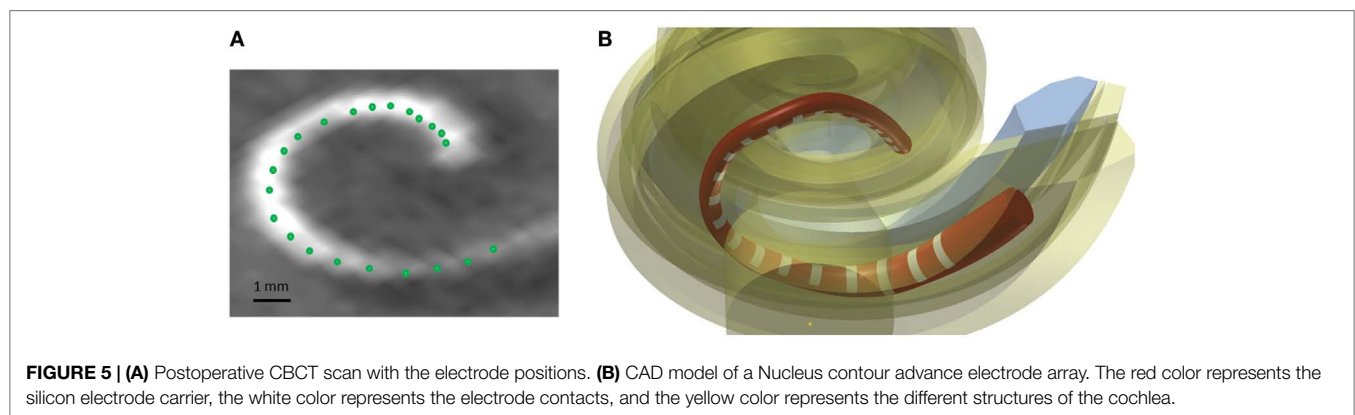 A
B
1 mm
FIGURE 5 | (A) Postoperative CBCT scan with the electrode positions. (B) CAD model of a Nucleus contour advance electrode array. The red color represents the
silicon electrode carrier, the white color represents the electrode contacts, and the yellow color represents the different structures of the cochlea.